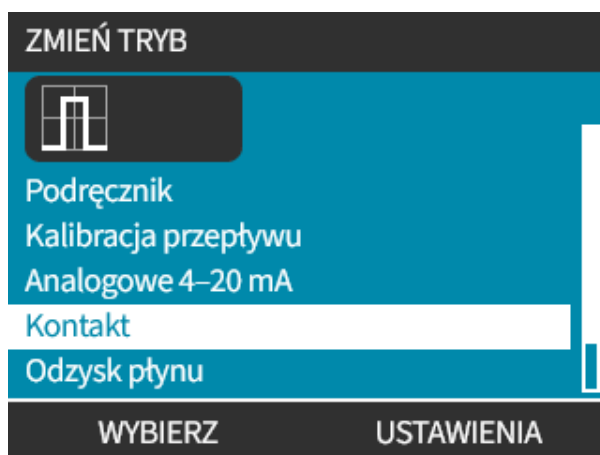 ZMIEŃ TRYB
Podręcznik
Kalibracja przepływu
Analogowe 4–20 mA
Kontakt
Odzysk płynu
WYBIERZ USTAWIENIA